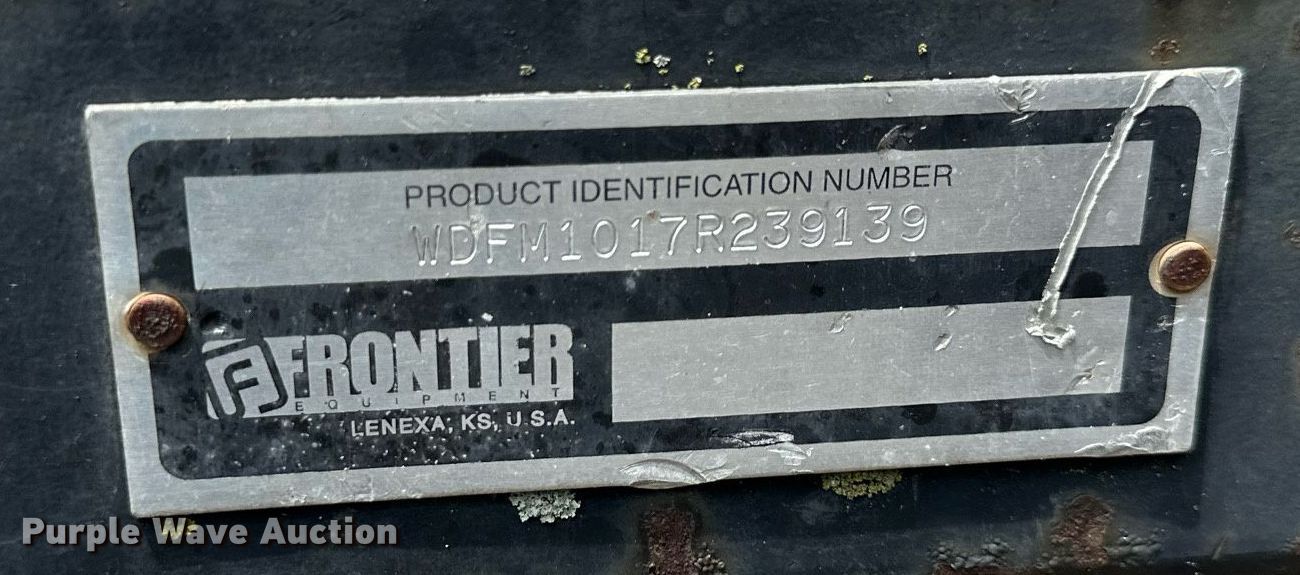 PRODUCT IDENTIFICATION NUMBER
WDFM1017R239139
F FRONTIER
EQUIPMENT
LENEXA, KS, U.S.A.
Purple Wave Auction